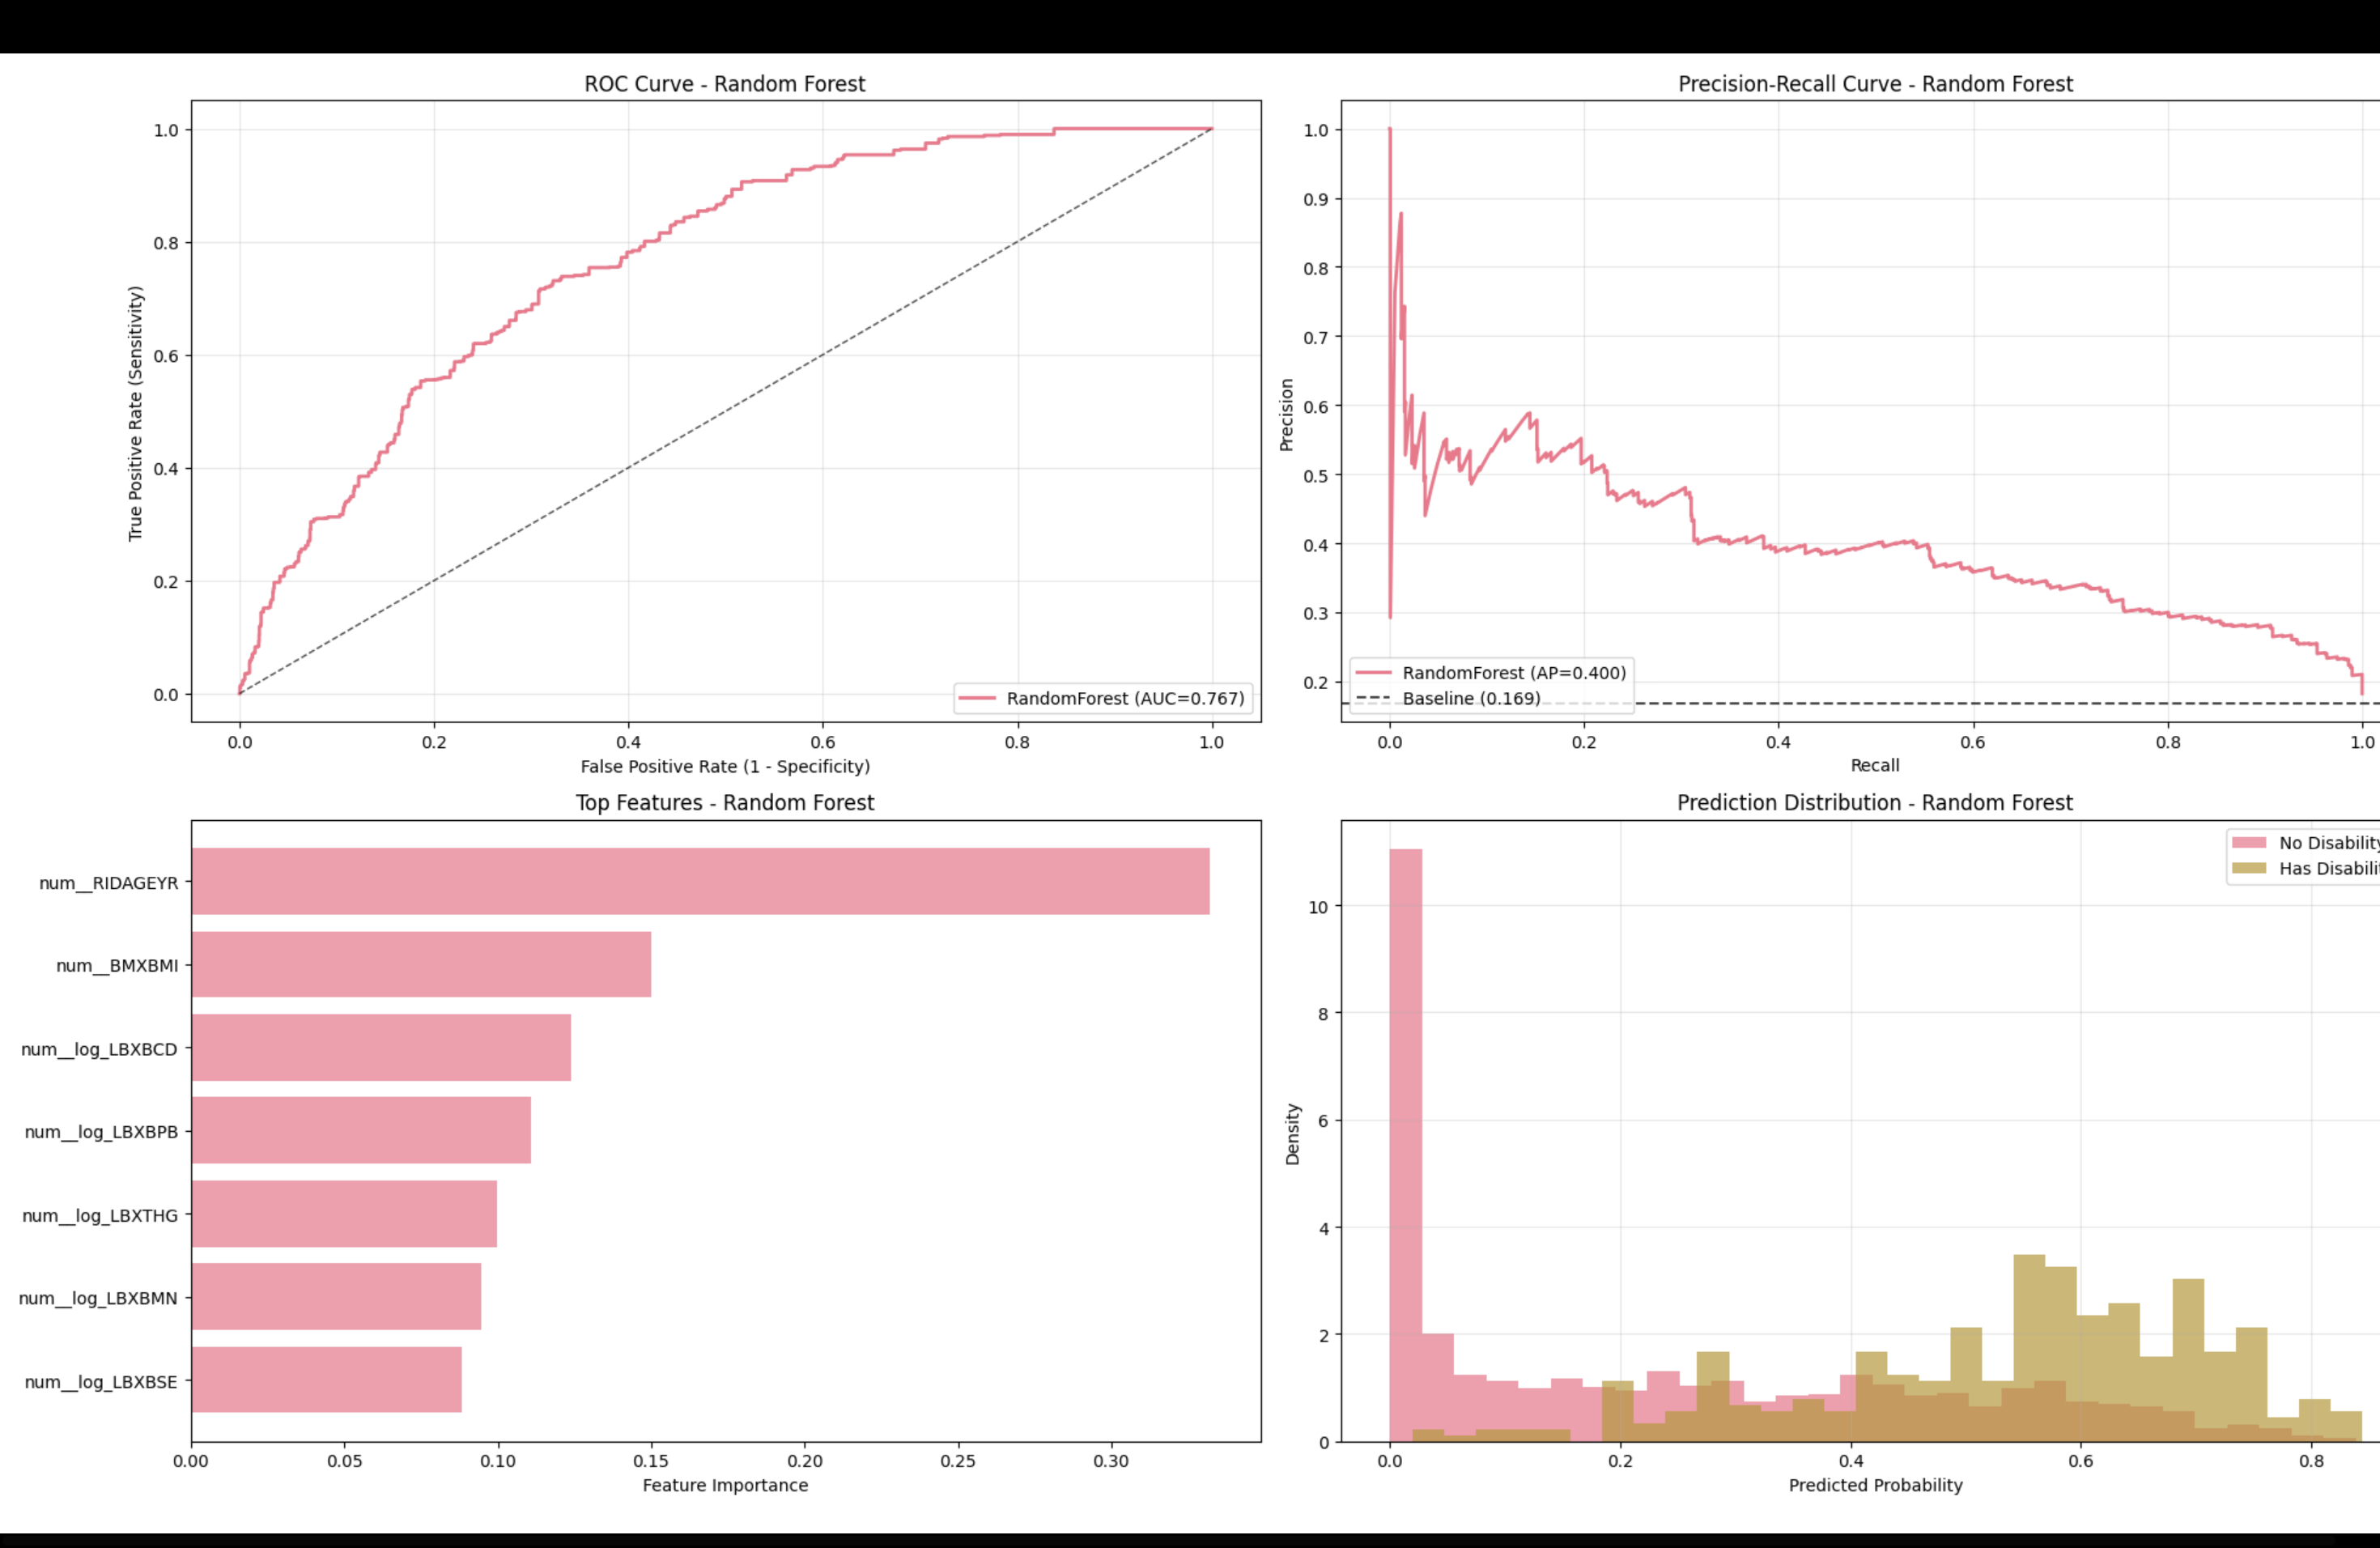 ROC Curve - Random Forest
1.0
0.8
0.6
0.4
0.2
0.0
True Positive Rate (Sensitivity)
RandomForest (AUC=0.767)
0.0 0.2 0.4 0.6 0.8 1.0
False Positive Rate (1 - Specificity)
Precision-Recall Curve - Random Forest
1.0
0.9
0.8
0.7
0.6
0.5
0.4
0.3
0.2
Precision
RandomForest (AP=0.400)
Baseline (0.169)
0.0 0.2 0.4 0.6 0.8 1.0
Recall
Top Features - Random Forest
num__RIDAGEYR
num__BMXBMI
num__log_LBXBCD
num__log_LBXBPB
num__log_LBXTHG
num__log_LBXBMN
num__log_LBXBSE
0.00 0.05 0.10 0.15 0.20 0.25 0.30
Feature Importance
Prediction Distribution - Random Forest
No Disability
Has Disabili
10
8
6
4
2
0
Density
0.0 0.2 0.4 0.6 0.8
Predicted Probability